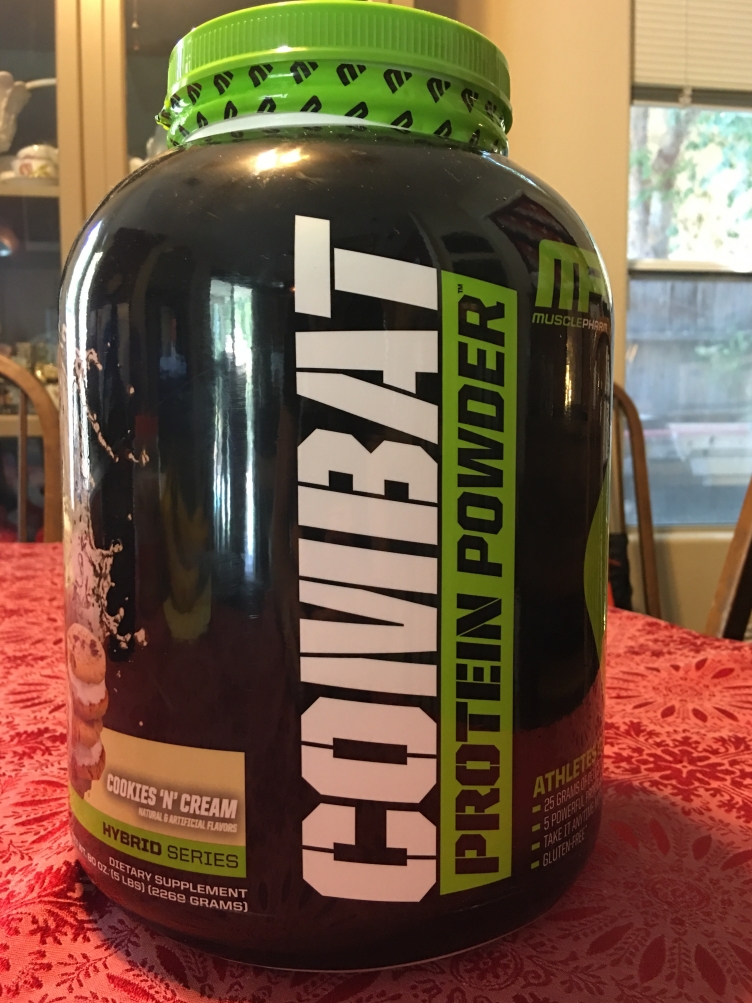 COMBAT
PROTEIN POWDER™
MP
MUSCLEPHARM
COOKIES 'N' CREAM
NATURAL & ARTIFICIAL FLAVORS
HYBRID SERIES
DIETARY SUPPLEMENT
80 OZ. (5 LBS) (2269 GRAMS)
ATHLETES
25 GRAMS
5 POWERFUL
TAKE IT ANYTIME
GLUTEN-FREE*